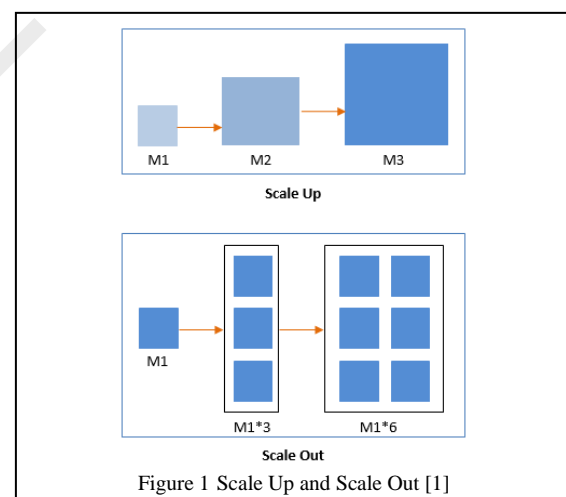 M1 M2 M3
Scale Up
M1
M1*3 M1*6
Scale Out
Figure 1 Scale Up and Scale Out [1]